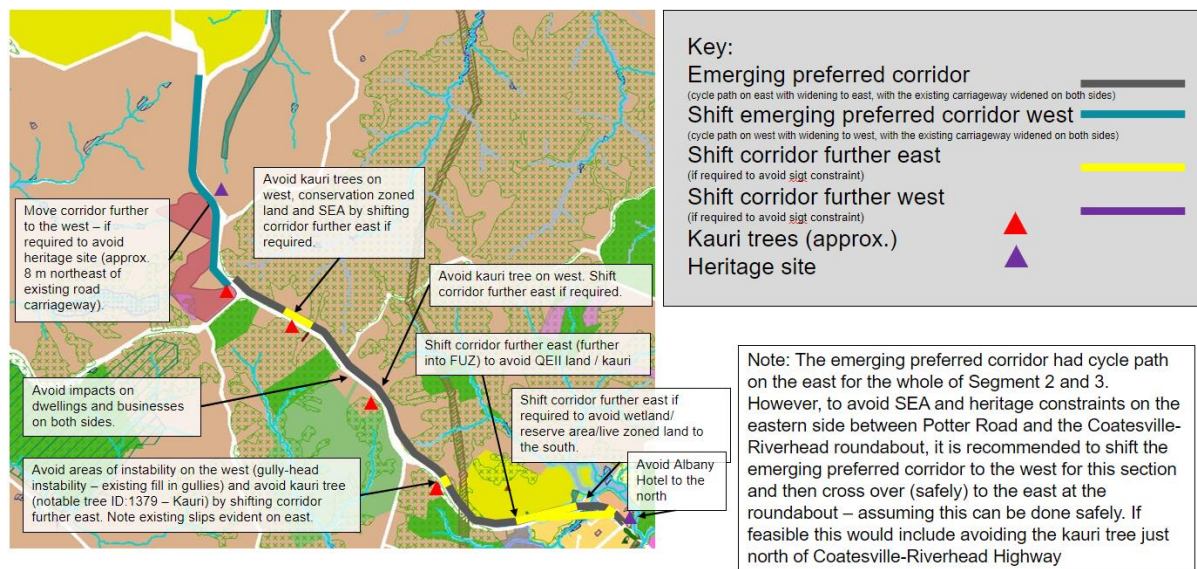 Avoid kauri trees on
west, conservation zoned
land and SEA by shifting
corridor further east if
required.
Move corridor further
to the west – if
required to avoid
heritage site (approx.
8 m northeast of
existing road
carriageway).
Avoid kauri tree on west. Shift
corridor further east if required.
Shift corridor further east (further
into FUZ) to avoid QEII land / kauri
Avoid impacts on
dwellings and businesses
on both sides.
Shift corridor further east if
required to avoid wetland/
reserve area/live zoned land to
the south.
Avoid areas of instability on the west (gully-head
instability – existing fill in gullies) and avoid kauri tree
(notable tree ID:1379 – Kauri) by shifting corridor
further east. Note existing slips evident on east.
Avoid Albany
Hotel to the
north
Key:
Emerging preferred corridor
(cycle path on east with widening to east, with the existing carriageway widened on both sides)
Shift emerging preferred corridor west
(cycle path on west with widening to west, with the existing carriageway widened on both sides)
Shift corridor further east
(if required to avoid sigt constraint)
Shift corridor further west
(if required to avoid sigt constraint)
Kauri trees (approx.)
Heritage site
Note: The emerging preferred corridor had cycle path
on the east for the whole of Segment 2 and 3.
However, to avoid SEA and heritage constraints on the
eastern side between Potter Road and the Coatesville-
Riverhead roundabout, it is recommended to shift the
emerging preferred corridor to the west for this section
and then cross over (safely) to the east at the
roundabout – assuming this can be done safely. If
feasible this would include avoiding the kauri tree just
north of Coatesville-Riverhead Highway